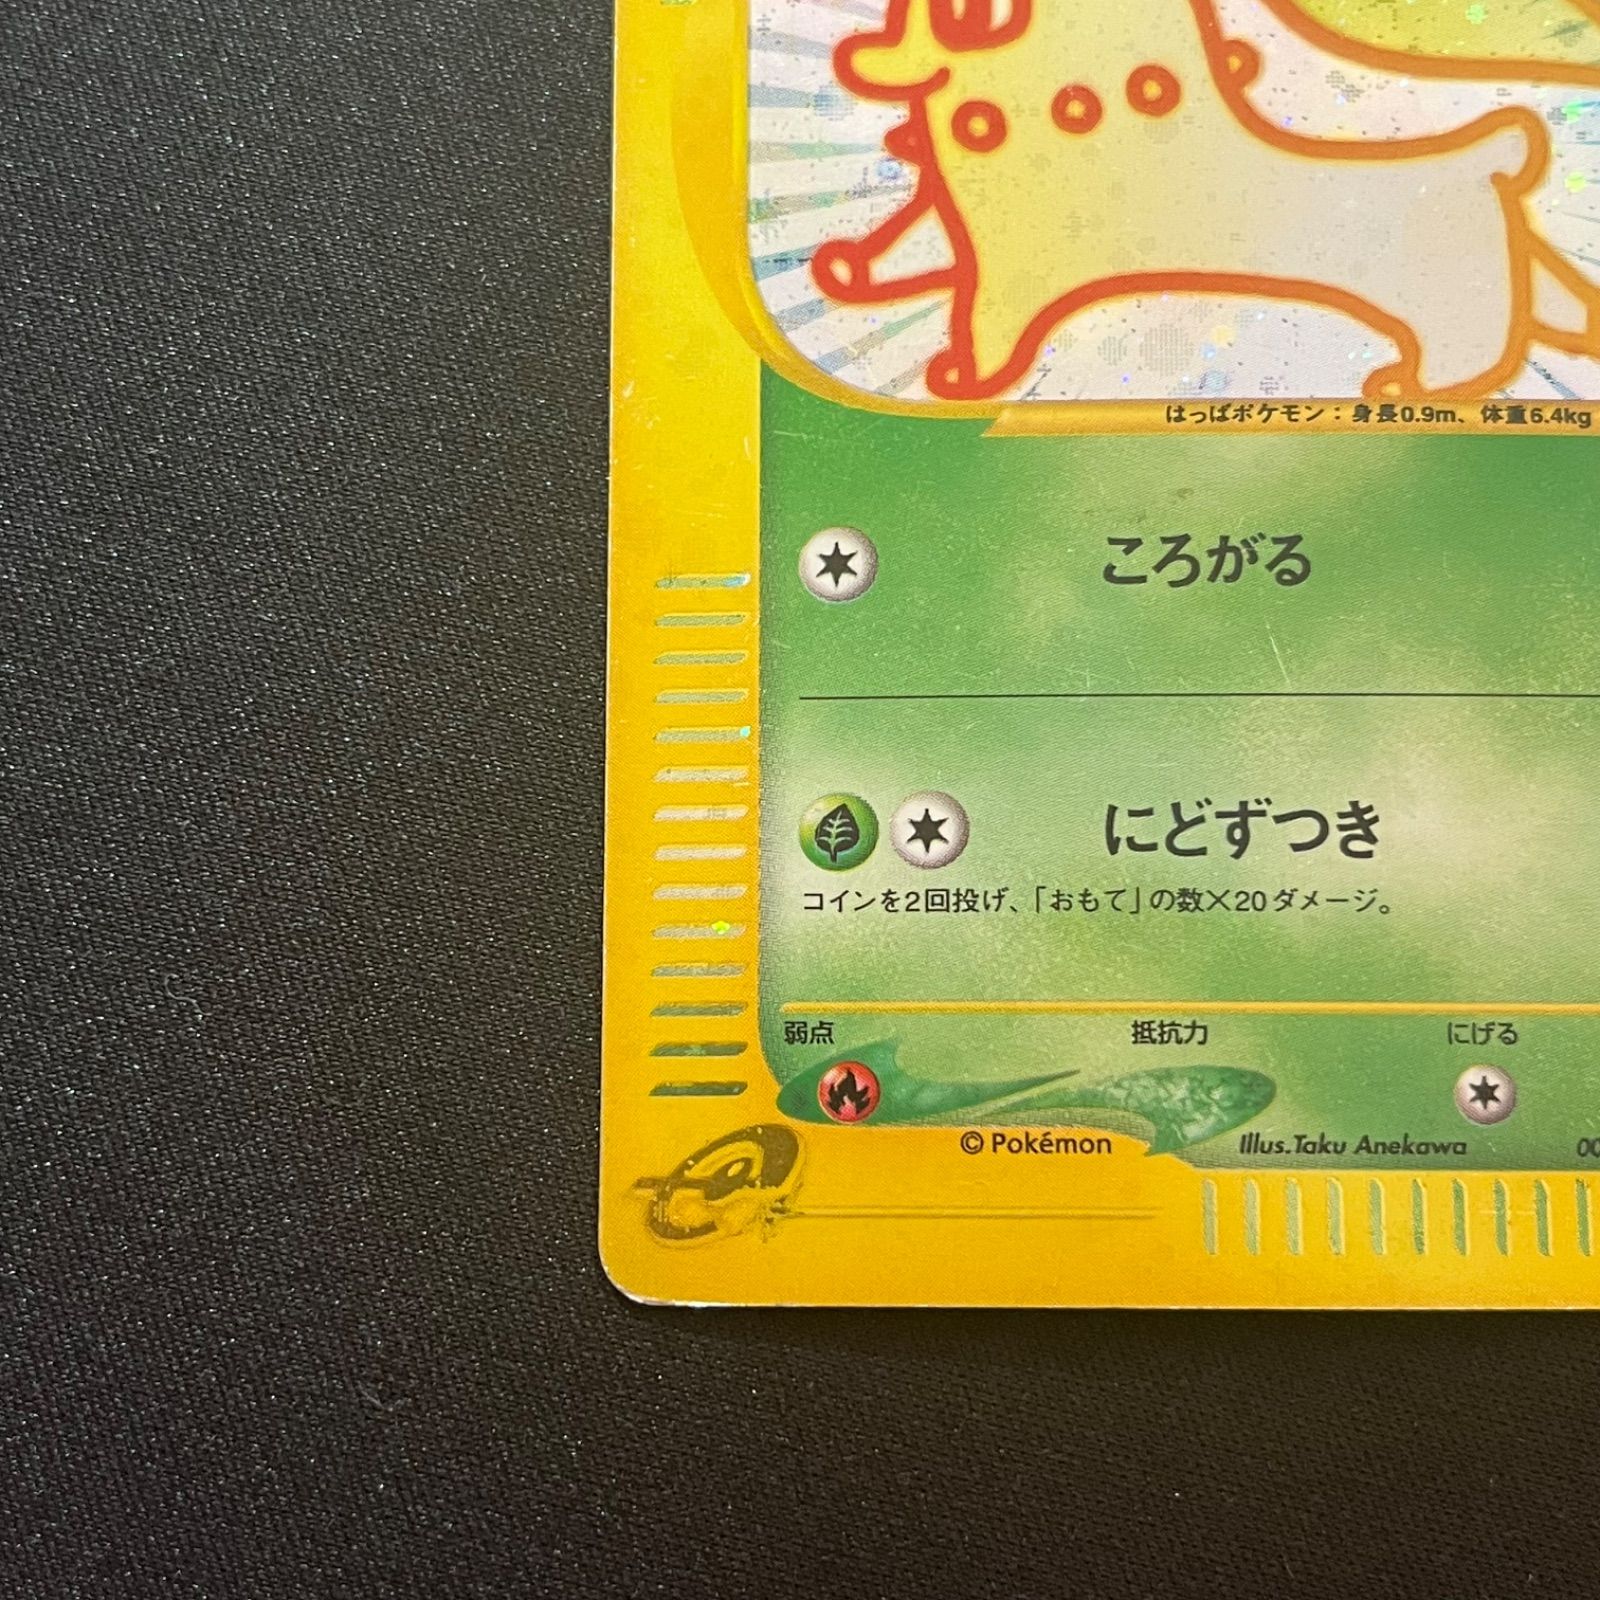 はっぱポケモン：身長0.9m、体重6.4kg
ころがる
にどずつき
コインを2回投げ、「おもて」の数×20ダメージ。
弱点 抵抗力 にげる
© Pokémon Illus. Taku Anekawa 00